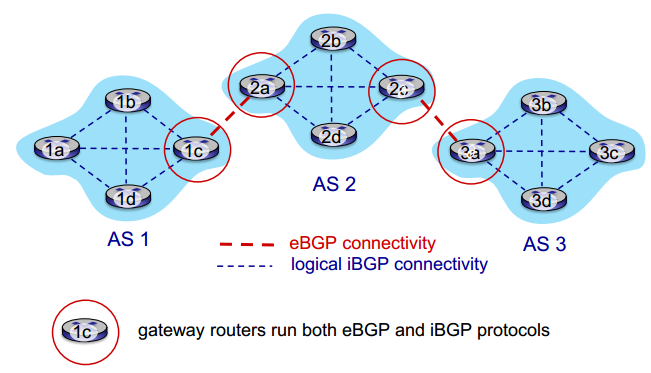 2b
2a
2c
1b
3b
1a
1c
2d
3a
3c
1d
AS 2
3d
AS 1
AS 3
eBGP connectivity
logical iBGP connectivity
1c
gateway routers run both eBGP and iBGP protocols